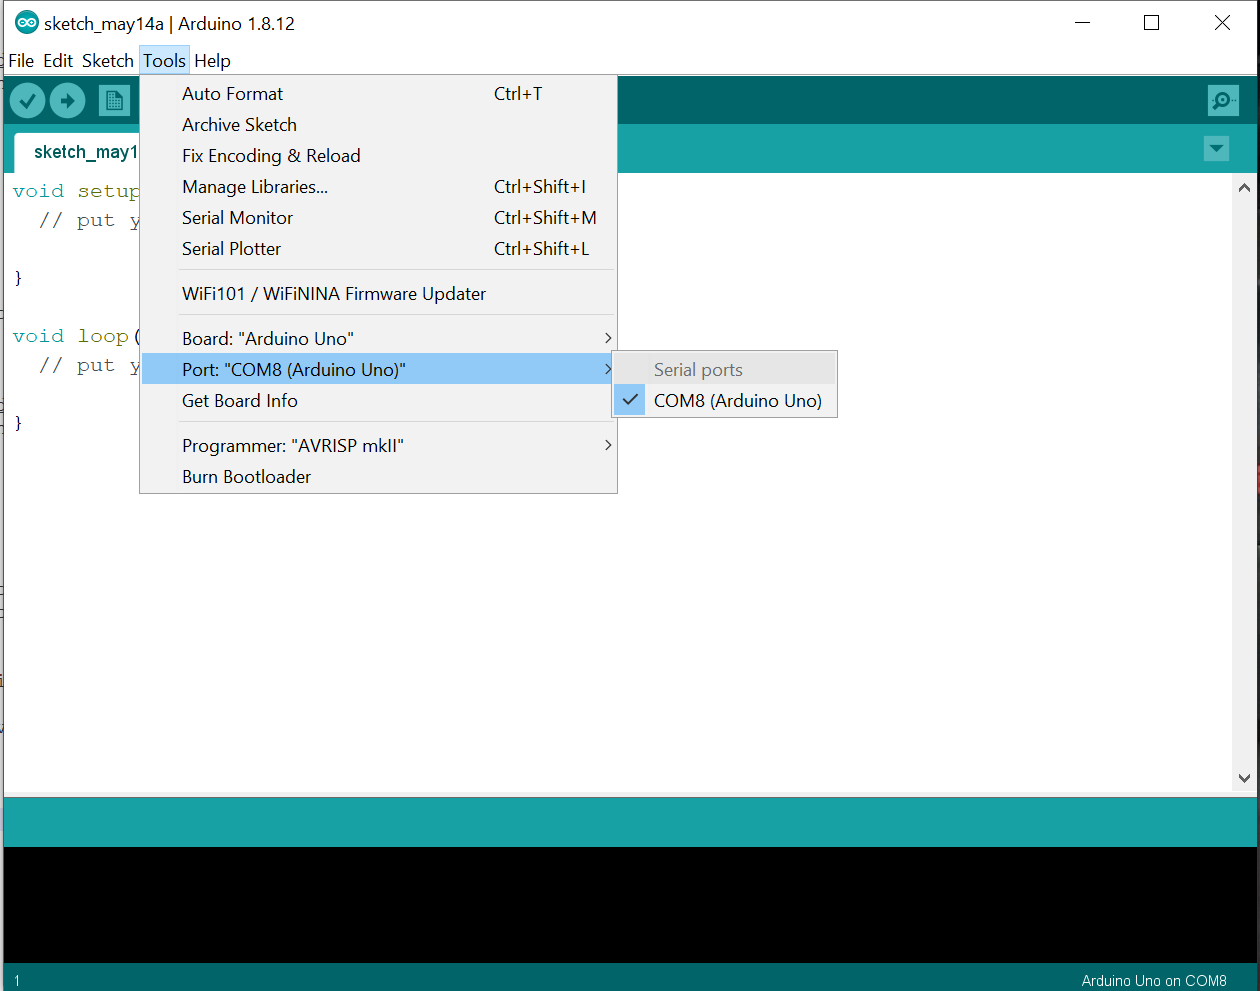 sketch_may14a | Arduino 1.8.12
File Edit Sketch Tools Help
Auto Format Ctrl+T
Archive Sketch
Fix Encoding & Reload
Manage Libraries... Ctrl+Shift+I
Serial Monitor Ctrl+Shift+M
Serial Plotter Ctrl+Shift+L
WiFi101 / WiFiNINA Firmware Updater
Board: "Arduino Uno"
Port: "COM8 (Arduino Uno)"
Get Board Info
Programmer: "AVRISP mkII"
Burn Bootloader
Serial ports
COM8 (Arduino Uno)
sketch_may1
void setup
// put y
}
void loop(
// put y
}
1
Arduino Uno on COM8